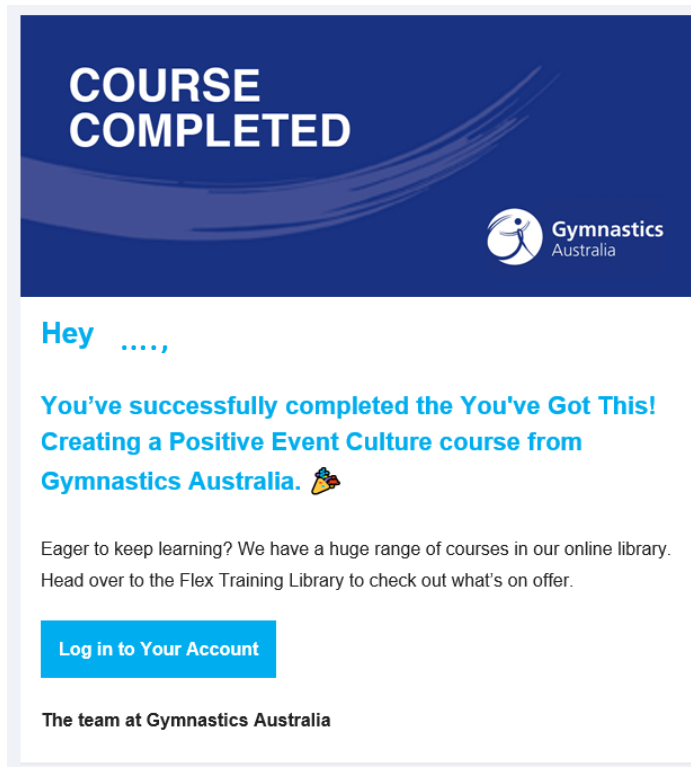 COURSE
COMPLETED
Gymnastics
Australia
Hey ....,
You’ve successfully completed the You've Got This!
Creating a Positive Event Culture course from
Gymnastics Australia. 🎉
Eager to keep learning? We have a huge range of courses in our online library.
Head over to the Flex Training Library to check out what’s on offer.
Log in to Your Account
The team at Gymnastics Australia